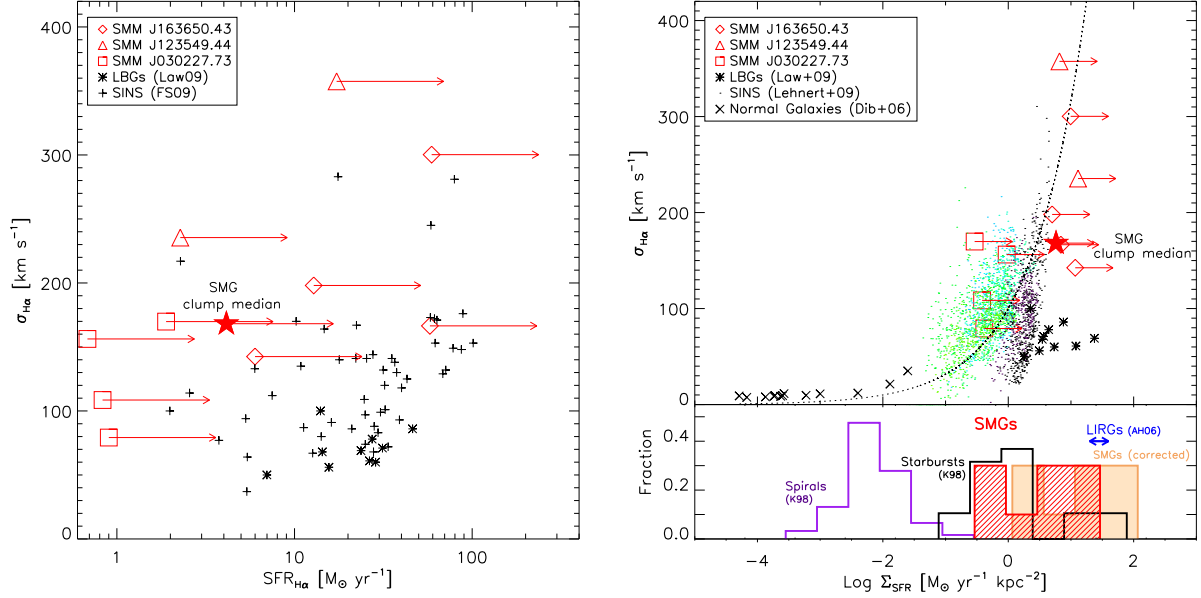 400
300
200
100
0
σHα [km s⁻¹]
SMM J163650.43
SMM J123549.44
SMM J030227.73
LBGs (Law09)
SINS (FS09)
SMG
clump median
1
10
100
SFRHα [M⊙ yr⁻¹]
400
300
200
100
0
σHα [km s⁻¹]
SMM J163650.43
SMM J123549.44
SMM J030227.73
LBGs (Law+09)
SINS (Lehnert+09)
Normal Galaxies (Dib+06)
SMG
clump median
0.4
0.2
0.0
Fraction
SMGs
LIRGs (AH06)
SMGs (corrected)
Starbursts
(K98)
Spirals
(K98)
−4
−2
0
2
Log ΣSFR [M⊙ yr⁻¹ kpc⁻²]